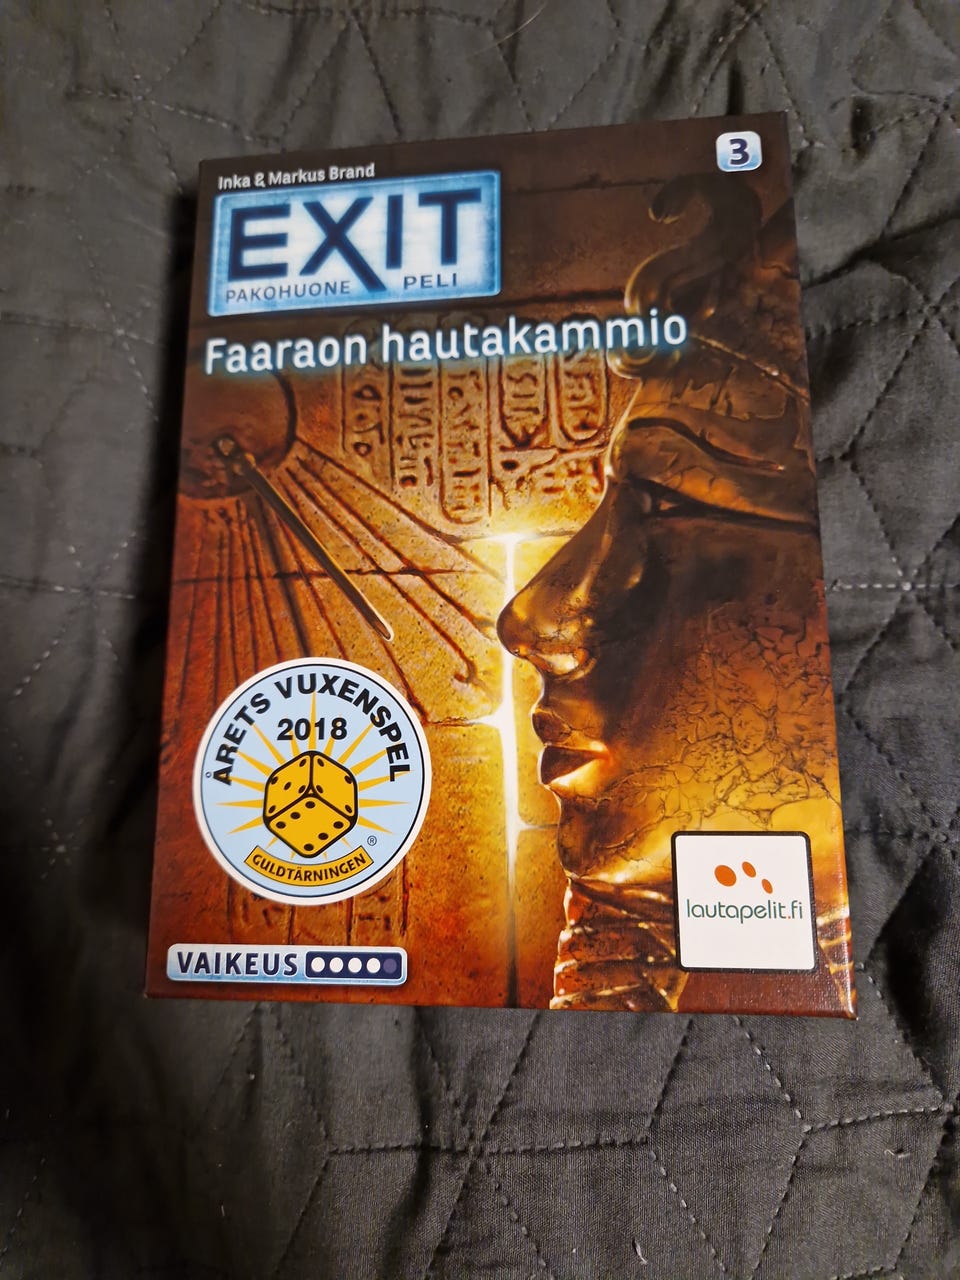 3
Inka & Markus Brand
EXIT
PAKOHUONE PELI
Faaraon hautakammio
ÅRETS VUXENSPEL
2018
®
GULDTÄRNINGEN
lautapelit.fi
VAIKEUS